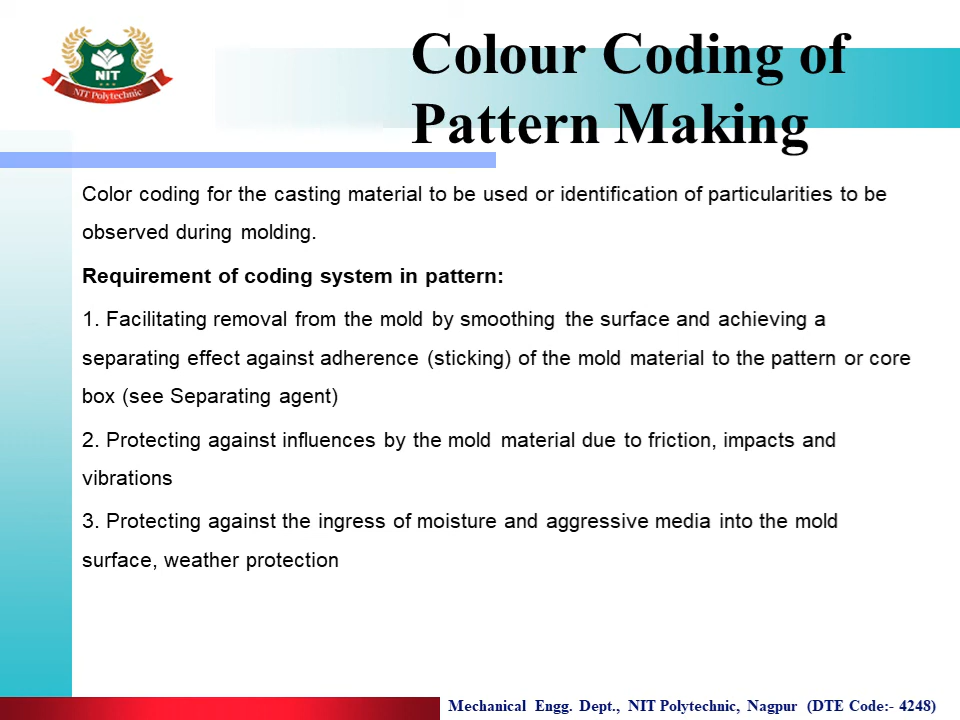 NIT
NIT Polytechnic
Colour Coding of
Pattern Making
Color coding for the casting material to be used or identification of particularities to be
observed during molding.
Requirement of coding system in pattern:
1. Facilitating removal from the mold by smoothing the surface and achieving a
separating effect against adherence (sticking) of the mold material to the pattern or core
box (see Separating agent)
2. Protecting against influences by the mold material due to friction, impacts and
vibrations
3. Protecting against the ingress of moisture and aggressive media into the mold
surface, weather protection
Mechanical Engg. Dept., NIT Polytechnic, Nagpur (DTE Code:- 4248)